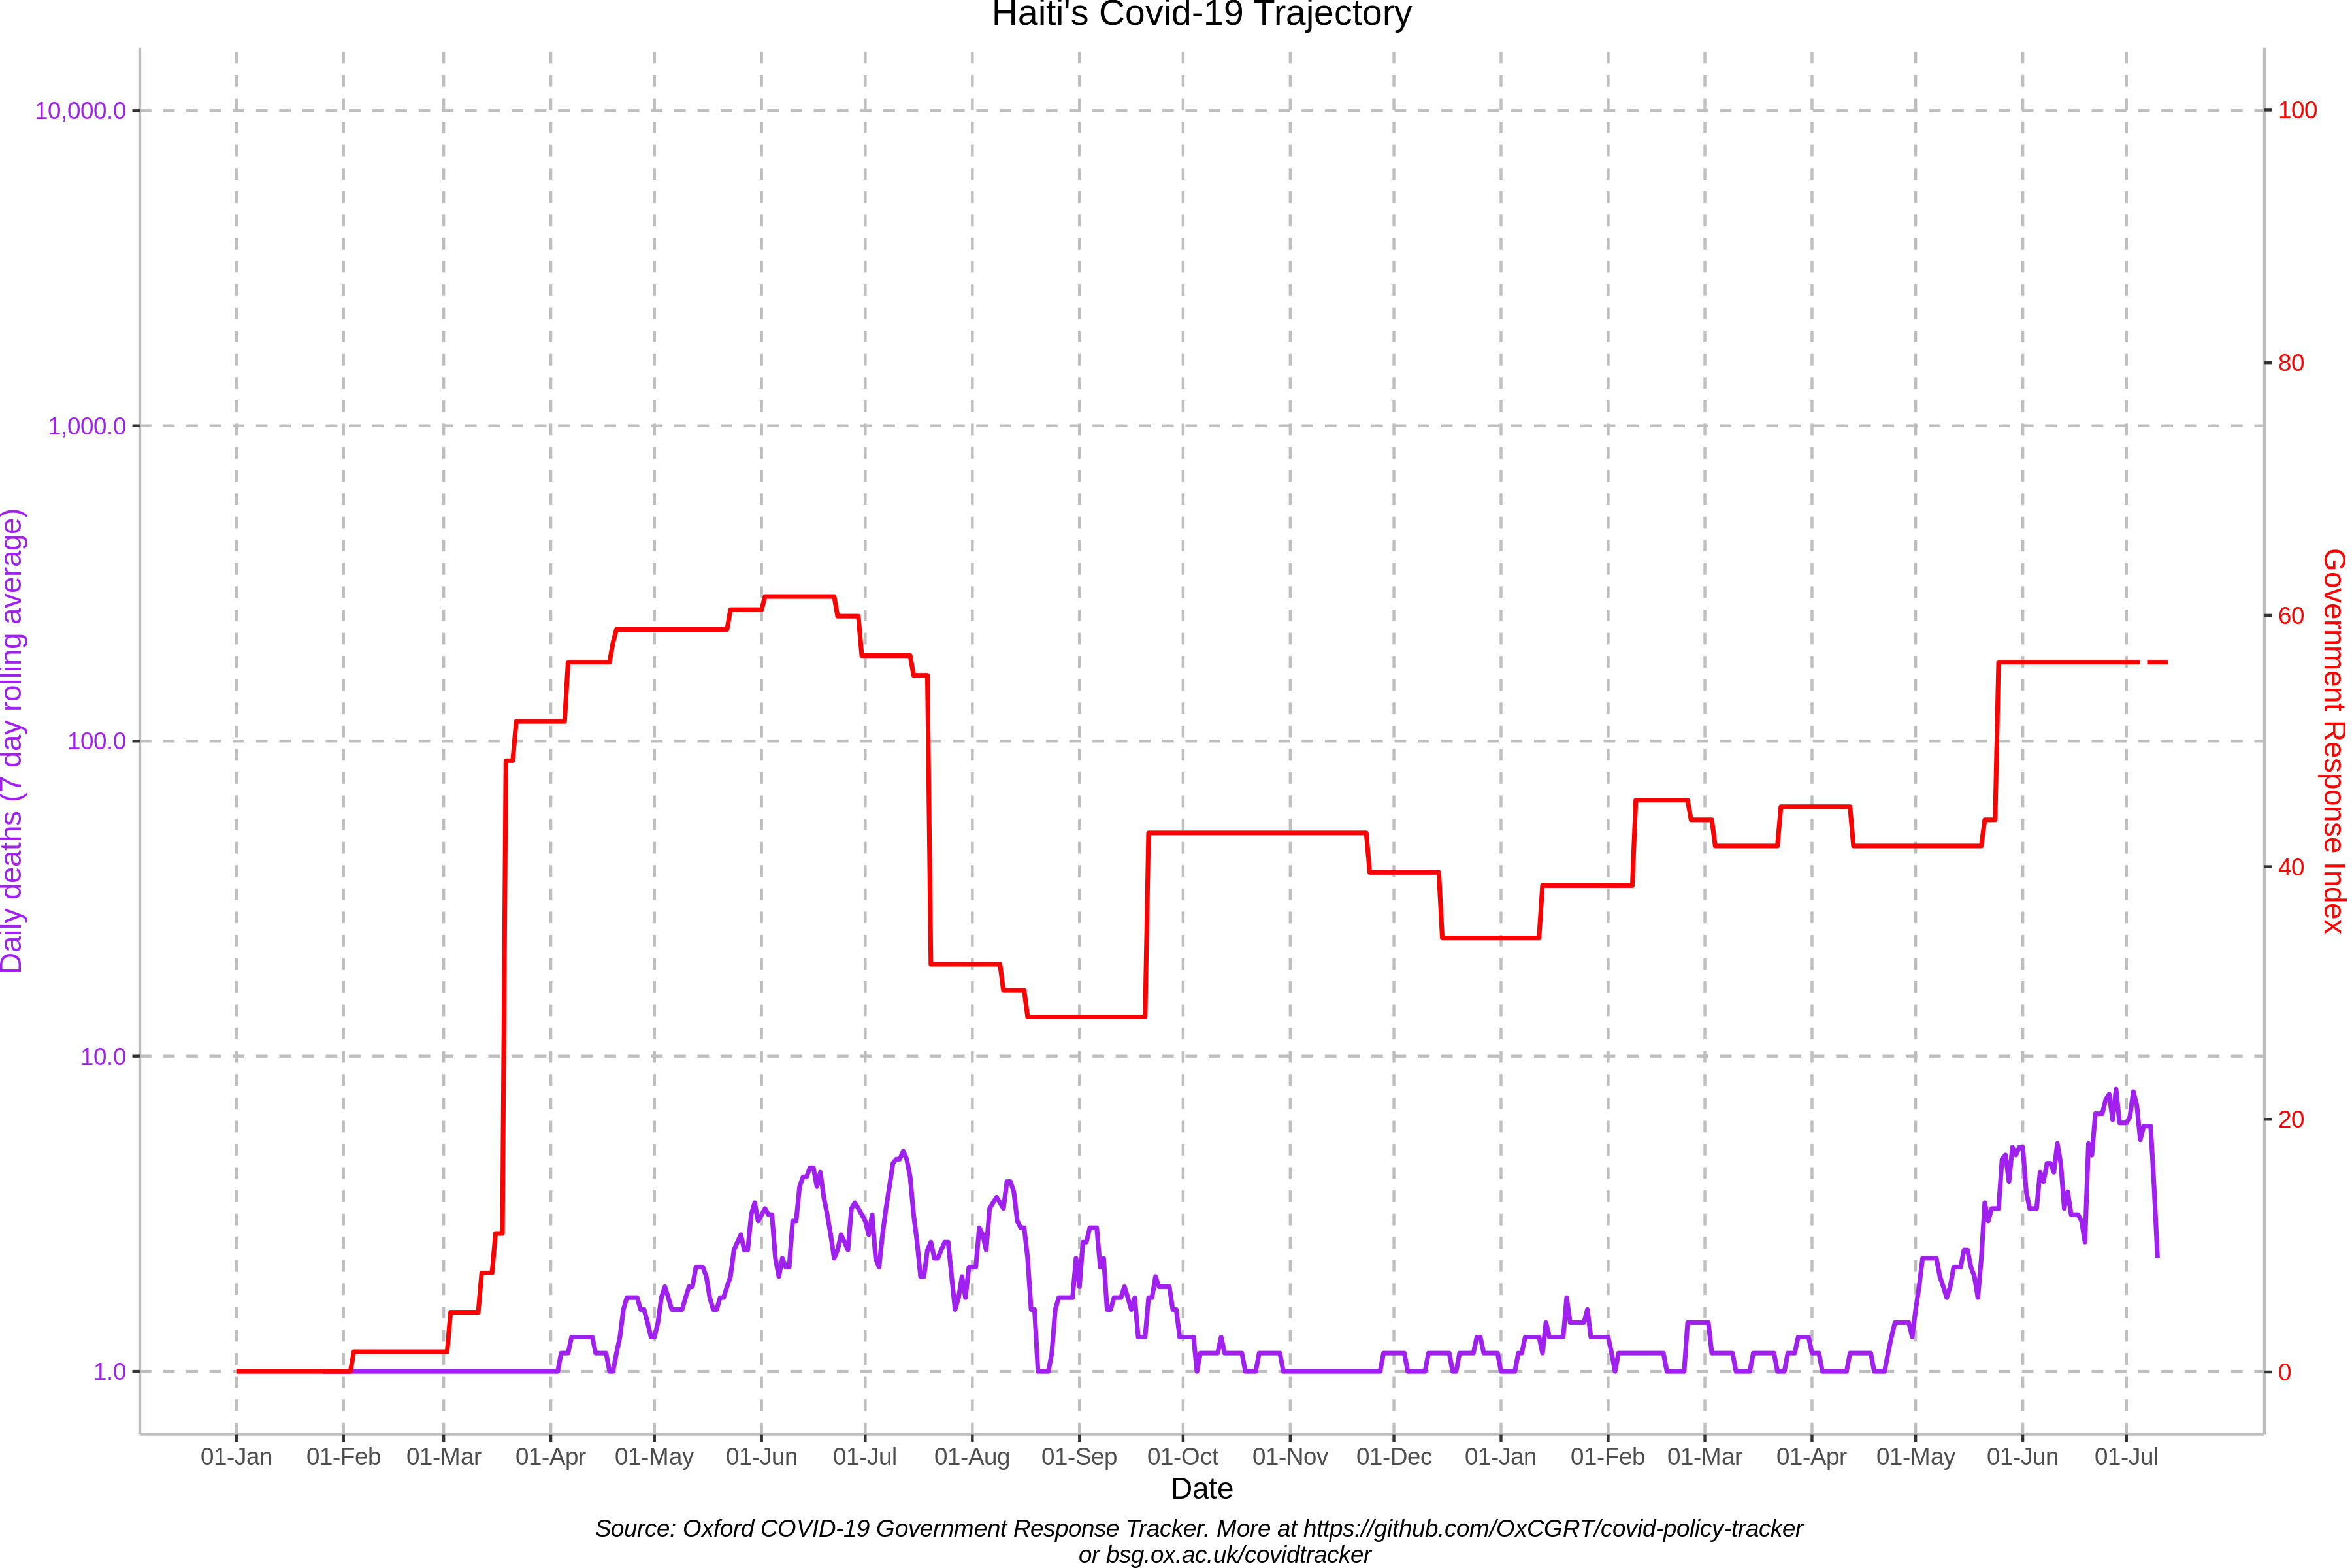 Haiti's Covid-19 Trajectory
10,000.0
1,000.0
100.0
10.0
1.0
Daily deaths (7 day rolling average)
100
80
60
40
20
0
Government Response Index
01-Jan 01-Feb 01-Mar 01-Apr 01-May 01-Jun 01-Jul 01-Aug 01-Sep 01-Oct 01-Nov 01-Dec 01-Jan 01-Feb 01-Mar 01-Apr 01-May 01-Jun 01-Jul
Date
Source: Oxford COVID-19 Government Response Tracker. More at https://github.com/OxCGRT/covid-policy-tracker
or bsg.ox.ac.uk/covidtracker